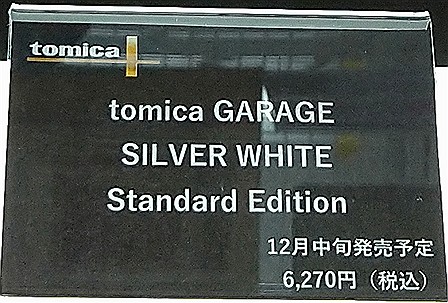 tomica
tomica GARAGE
SILVER WHITE
Standard Edition
12月中旬発売予定
6,270円（税込）